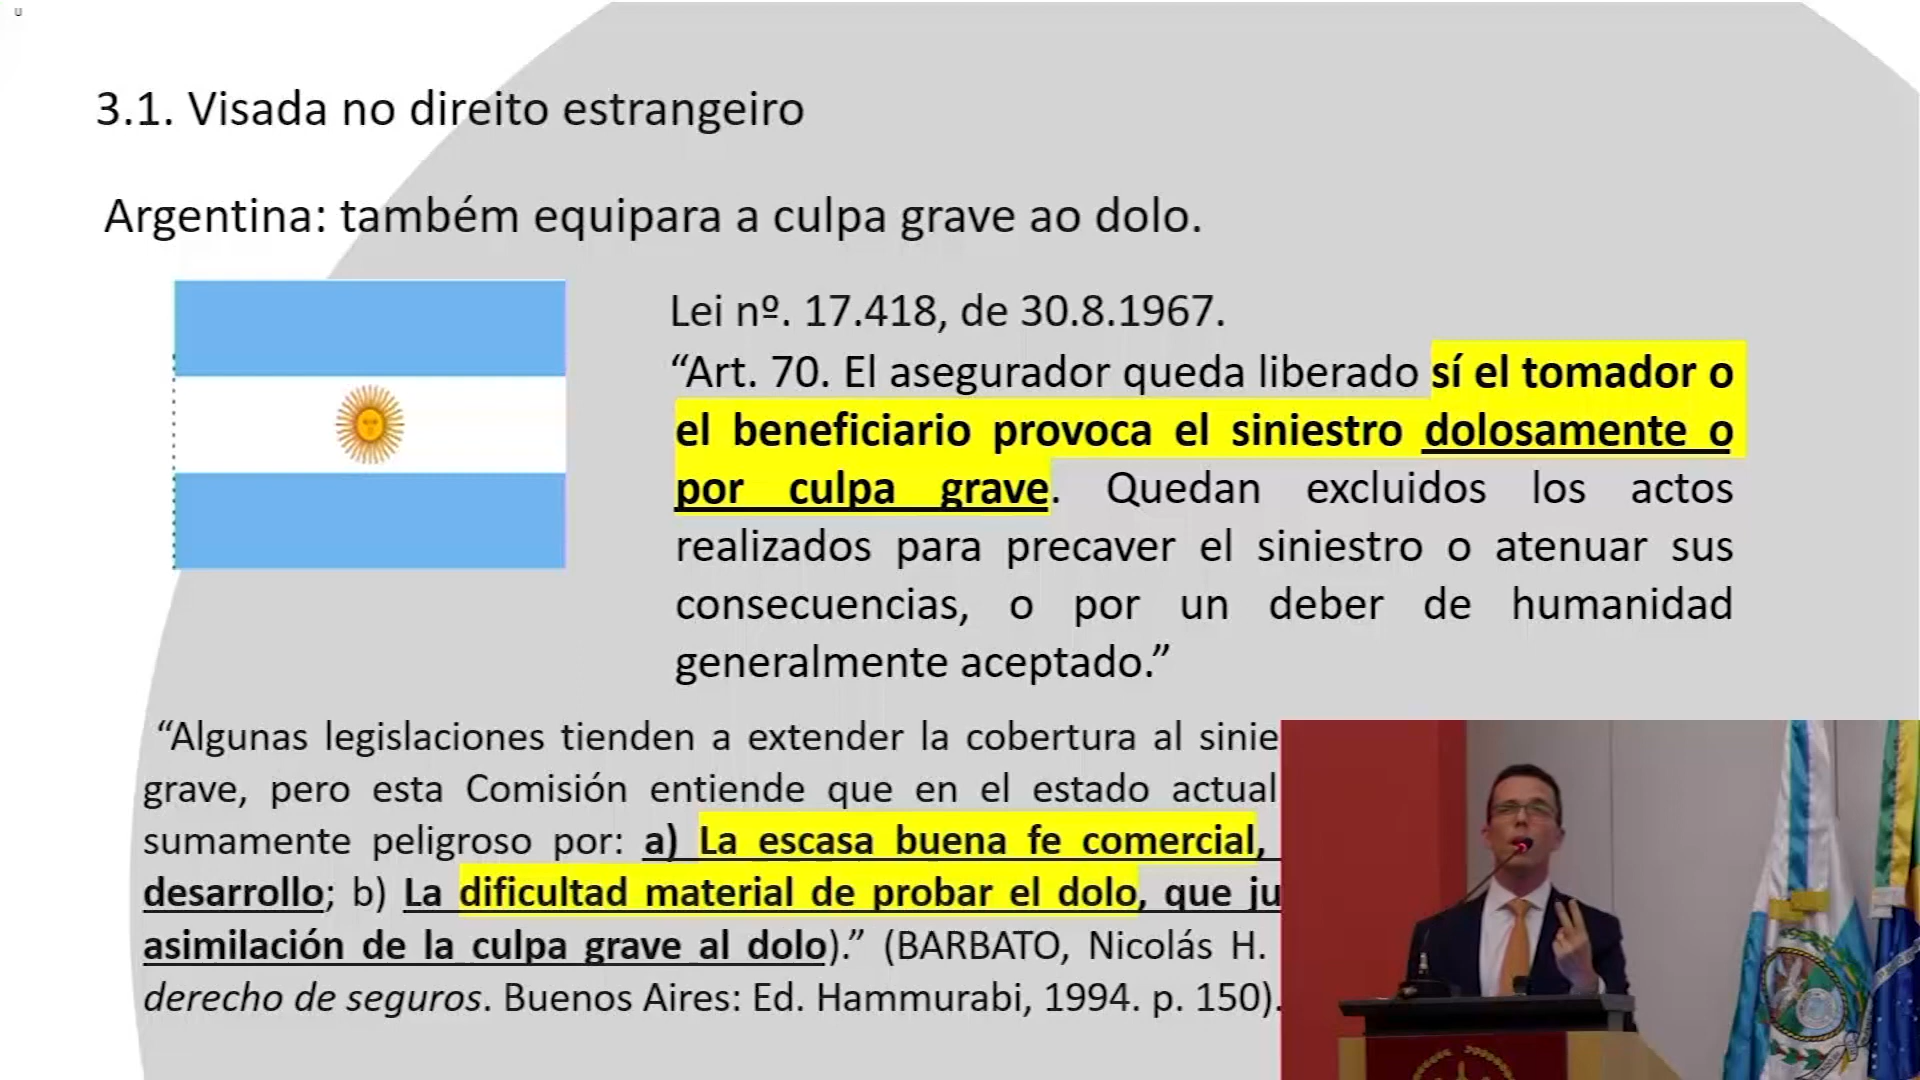 3.1. Visada no direito estrangeiro
Argentina: também equipara a culpa grave ao dolo.
Lei nº. 17.418, de 30.8.1967.
“Art. 70. El asegurador queda liberado sí el tomador o
el beneficiario provoca el siniestro dolosamente o
por culpa grave. Quedan excluidos los actos
realizados para precaver el siniestro o atenuar sus
consecuencias, o por un deber de humanidad
generalmente aceptado.”
“Algunas legislaciones tienden a extender la cobertura al sinie
grave, pero esta Comisión entiende que en el estado actual
sumamente peligroso por: a) La escasa buena fe comercial,
desarrollo; b) La dificultad material de probar el dolo, que ju
asimilación de la culpa grave al dolo).” (BARBATO, Nicolás H.
derecho de seguros. Buenos Aires: Ed. Hammurabi, 1994. p. 150).